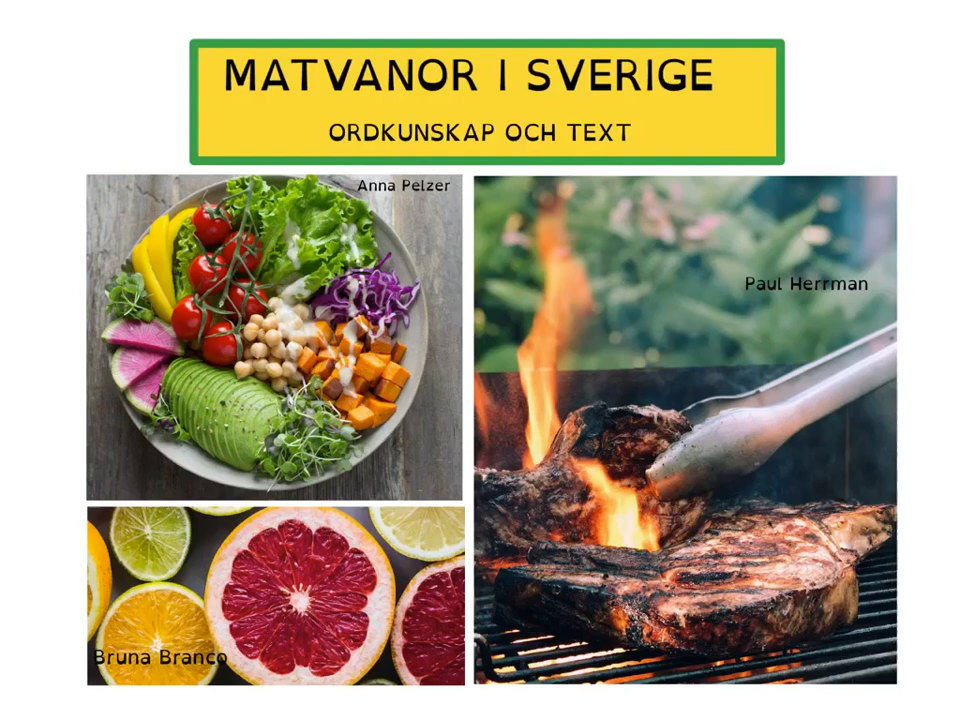 MATVANOR I SVERIGE
ORDKUNSKAP OCH TEXT
Anna Pelzer
Paul Herrman
Bruna Branco